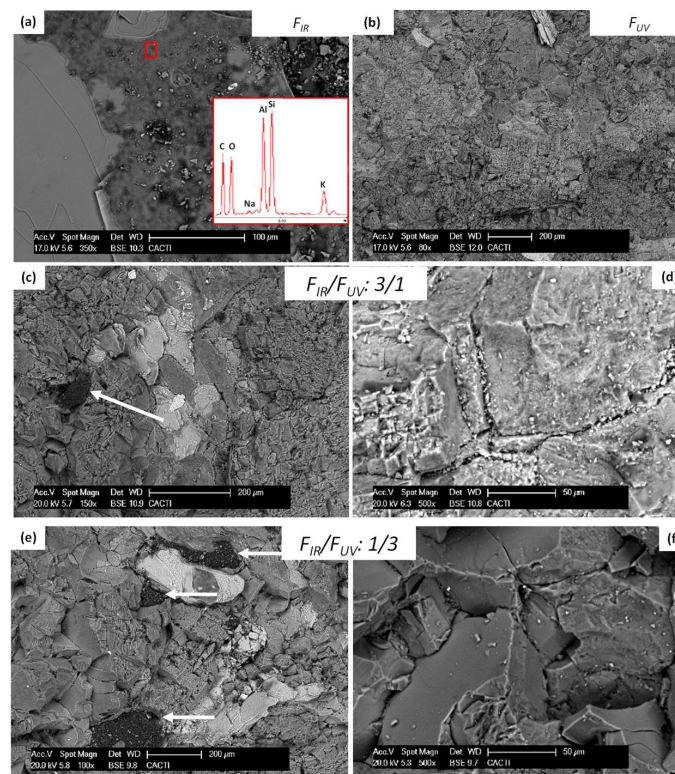 (a)
F_IR
C
O
Na
Al
Si
K
Acc.V Spot Magn Det WD
17.0 kV 5.6 350x BSE 10.3 CACTI
100 µm
(b)
F_UV
Acc.V Spot Magn Det WD
17.0 kV 5.6 80x BSE 12.0 CACTI
200 µm
(c)
F_IR/F_UV: 3/1
Acc.V Spot Magn Det WD
20.0 kV 5.7 150x BSE 10.9 CACTI
200 µm
(d)
Acc.V Spot Magn Det WD
20.0 kV 6.3 500x BSE 10.8 CACTI
50 µm
(e)
F_IR/F_UV: 1/3
Acc.V Spot Magn Det WD
20.0 kV 5.8 100x BSE 9.8 CACTI
200 µm
(f)
Acc.V Spot Magn Det WD
20.0 kV 5.3 500x BSE 9.7 CACTI
50 µm